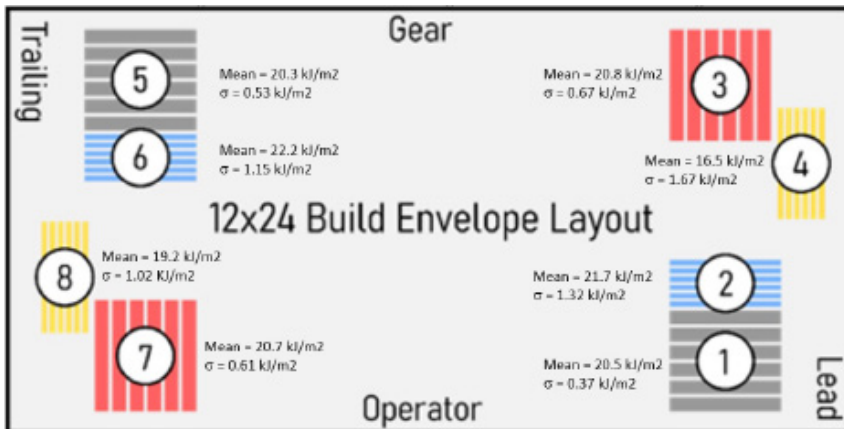 Trailing
Gear
5
Mean = 20.3 kJ/m2
σ = 0.53 kJ/m2
Mean = 20.8 kJ/m2
σ = 0.67 kJ/m2
3
6
Mean = 22.2 kJ/m2
σ = 1.15 kJ/m2
Mean = 16.5 kJ/m2
σ = 1.67 kJ/m2
4
12x24 Build Envelope Layout
8
Mean = 19.2 kJ/m2
σ = 1.02 KJ/m2
Mean = 21.7 kJ/m2
σ = 1.32 kJ/m2
2
7
Mean = 20.7 kJ/m2
σ = 0.61 kJ/m2
Mean = 20.5 kJ/m2
σ = 0.37 kJ/m2
1
Operator
Lead